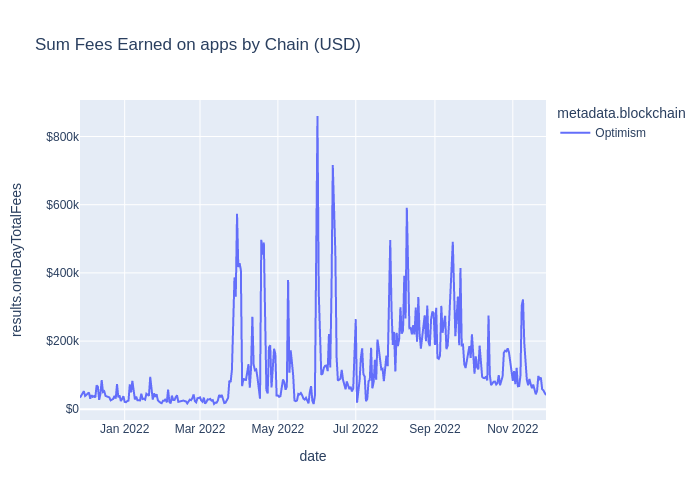 Sum Fees Earned on apps by Chain (USD)
metadata.blockchain
Optimism
results.oneDayTotalFees
$800k
$600k
$400k
$200k
$0
Jan 2022
Mar 2022
May 2022
Jul 2022
Sep 2022
Nov 2022
date